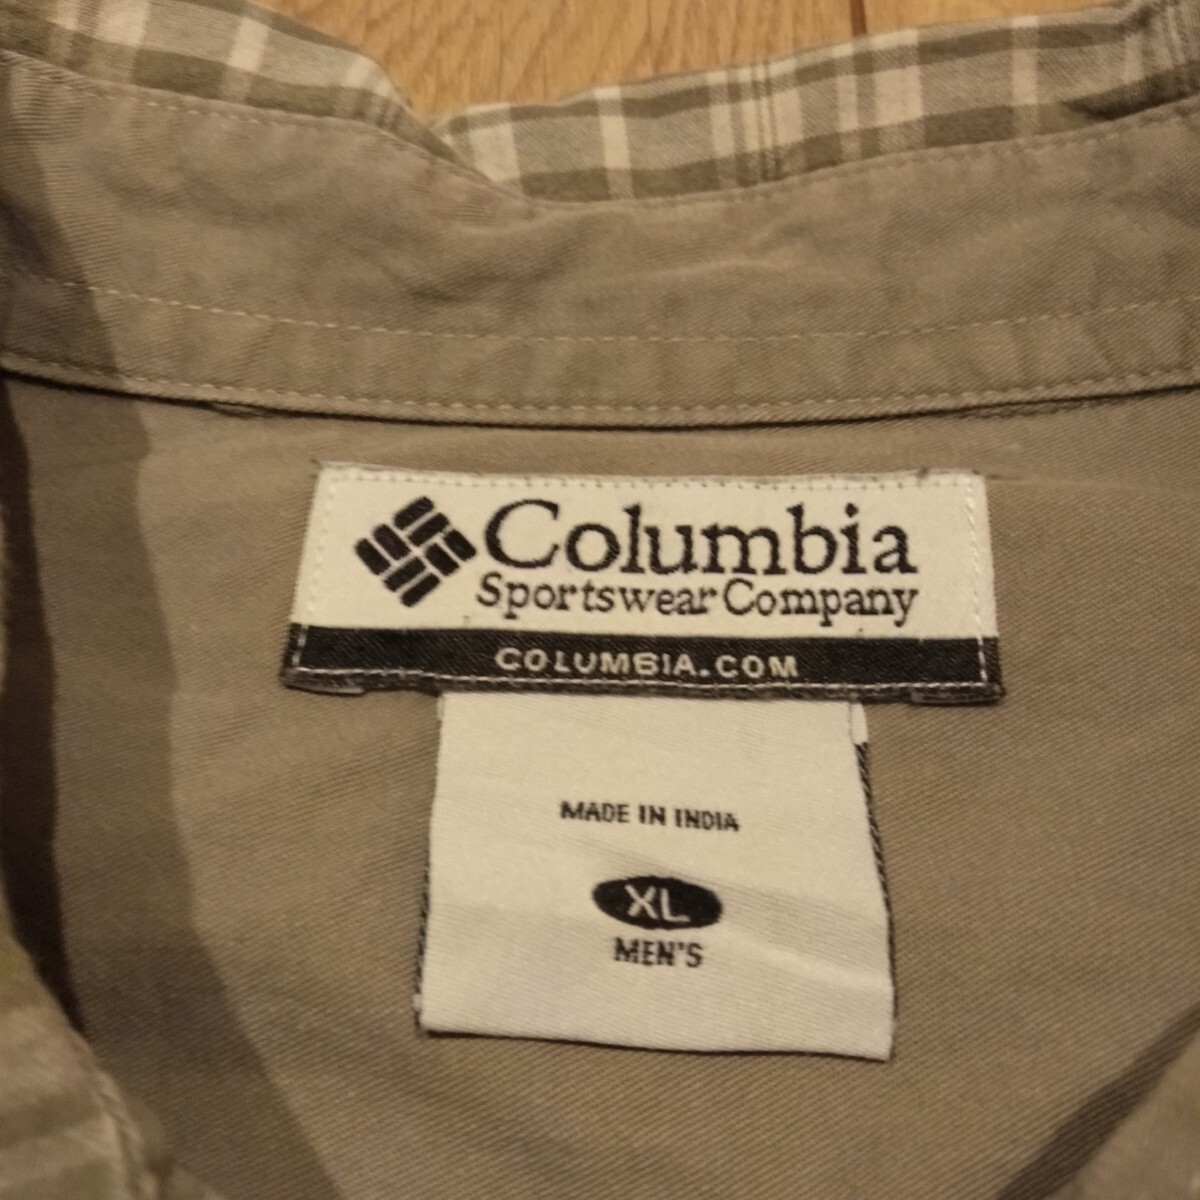 Columbia
Sportswear Company
COLUMBIA.COM
MADE IN INDIA
XL
MEN'S